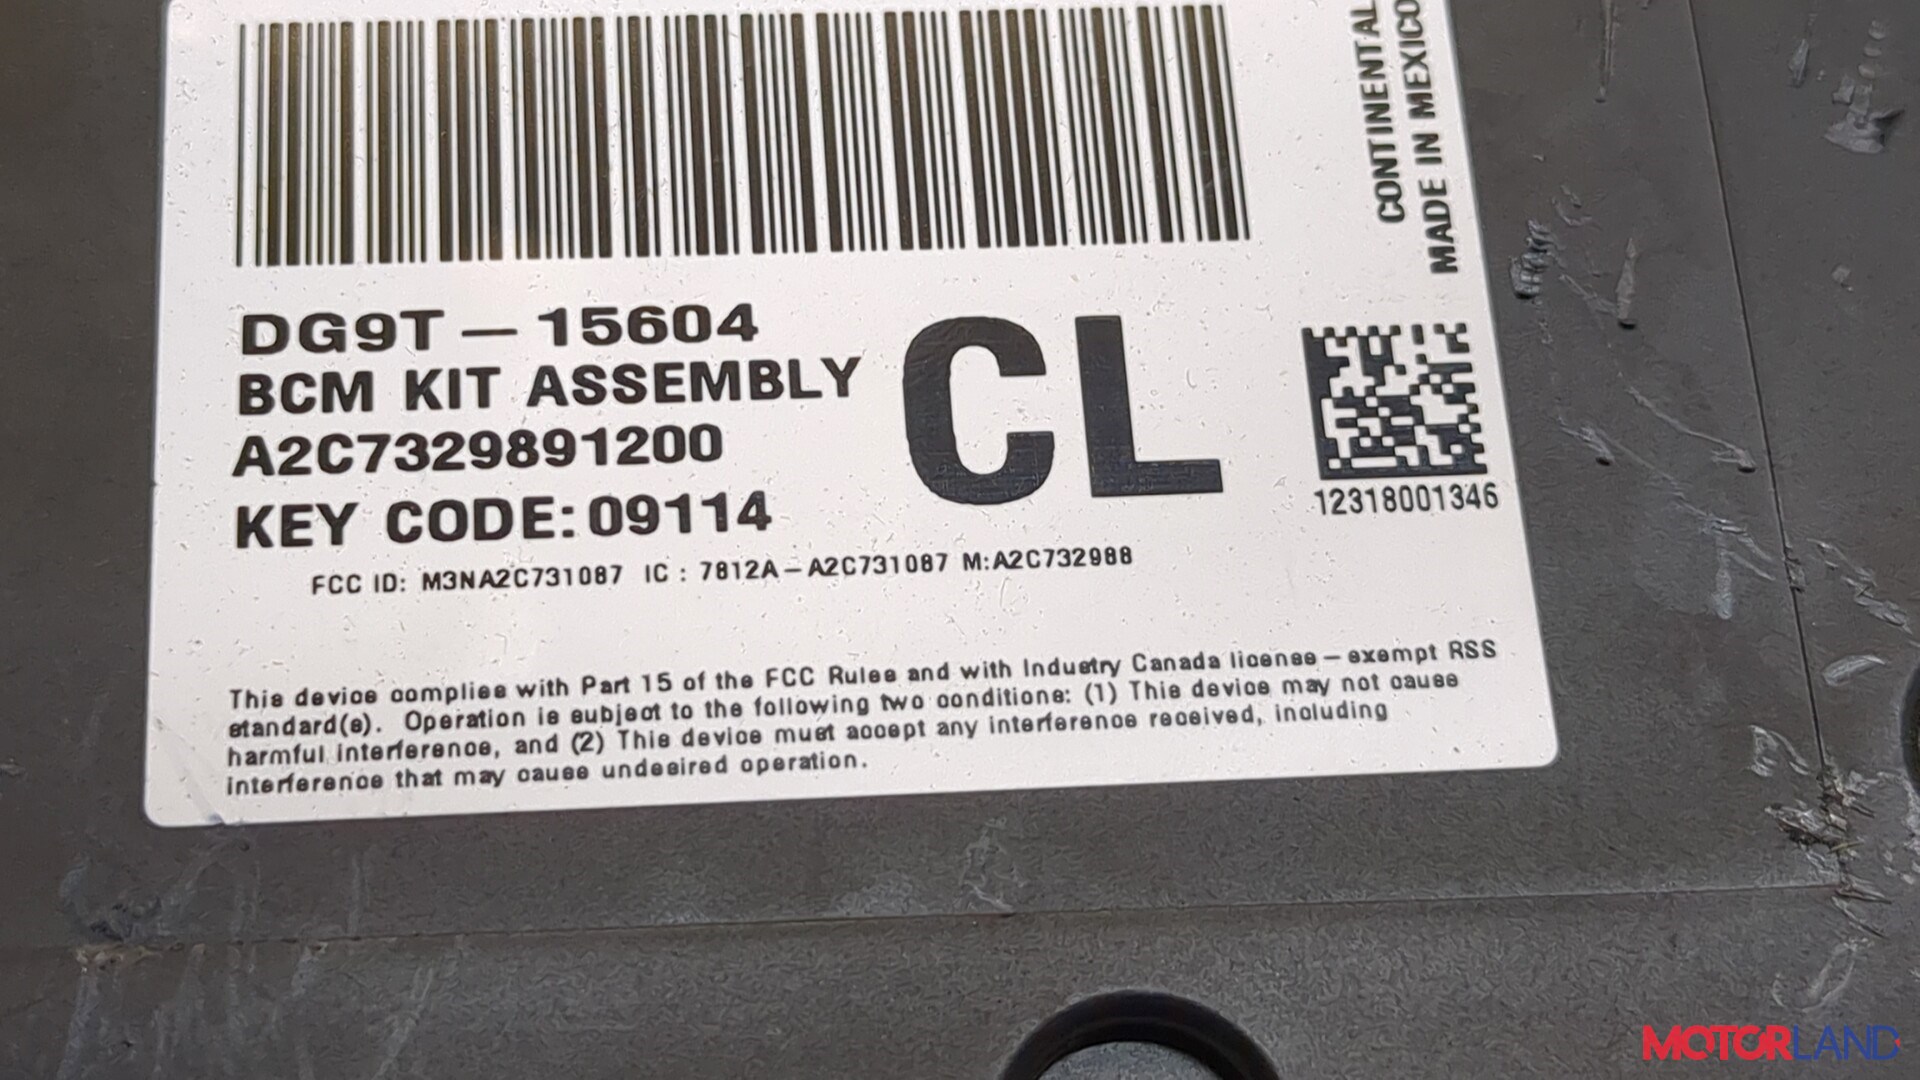 CONTINENTAL
MADE IN MEXICO
DG9T - 15604
BCM KIT ASSEMBLY
A2C7329891200
CL
KEY CODE: 09114
12318001346
FCC ID: M3NA2C731087 IC : 7812A - A2C731087 M:A2C732988
This device complies with Part 15 of the FCC Rules and with Industry Canada license - exempt RSS
standard(s). Operation is subject to the following two conditions: (1) This device may not cause
harmful interference, and (2) This device must accept any interference received, including
interference that may cause undesired operation.
MOTORLAND